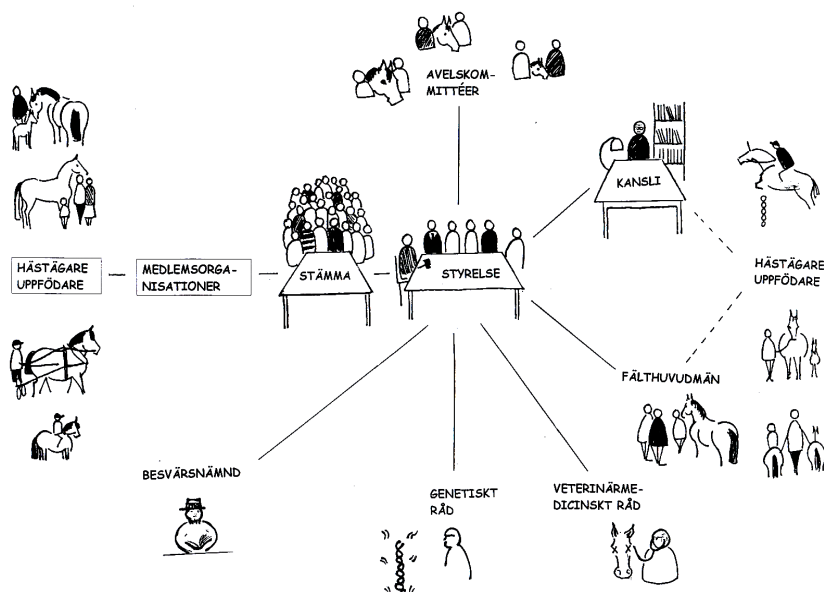 AVELSKOM-
MITTÉER
KANSLI
HÄSTÄGARE
UPPFÖDARE
MEDLEMSORGA-
NISATIONER
STÄMMA
STYRELSE
HÄSTÄGARE
UPPFÖDARE
FÄLTHUVUDMÄN
BESVÄRSNÄMND
GENETISKT
RÅD
VETERINÄRME-
DICINSKT RÅD